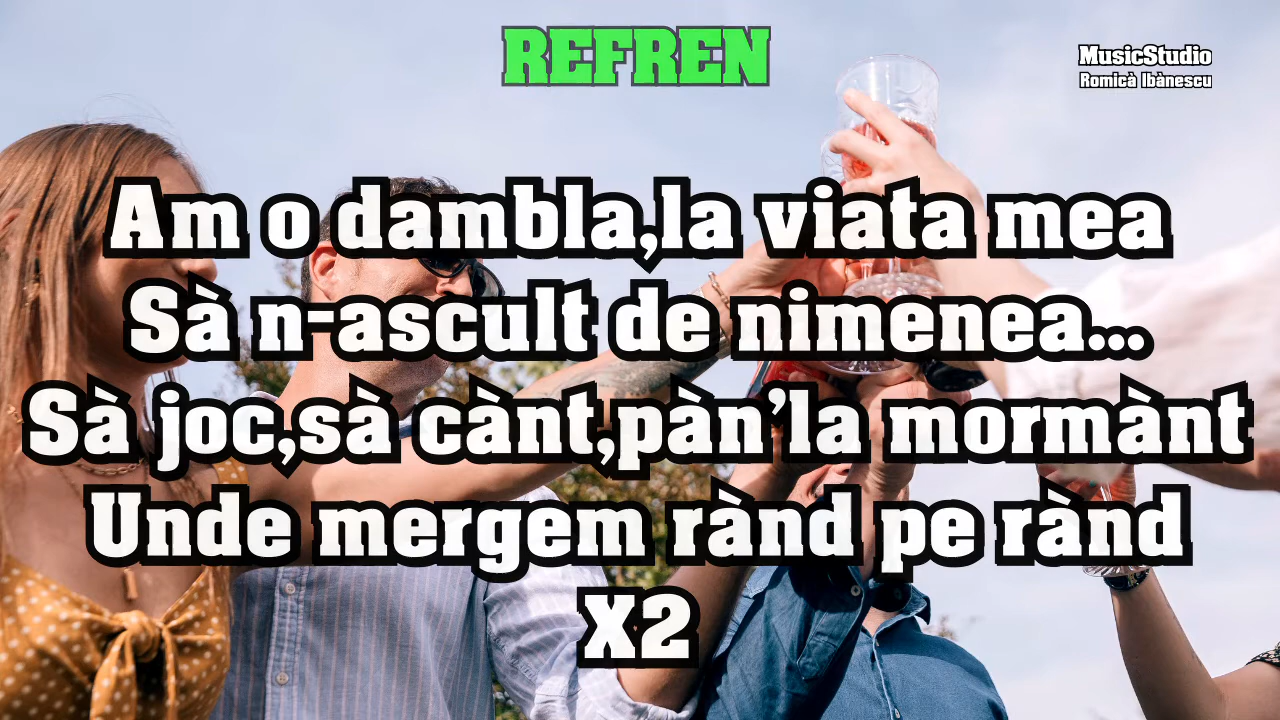 REFREN
MusicStudio
Romicà Ibànescu
Am o dambla,la viata mea
Sà n-ascult de nimenea...
Sà joc,sà cànt,pàn'la mormànt
Unde mergem rànd pe rànd
X2